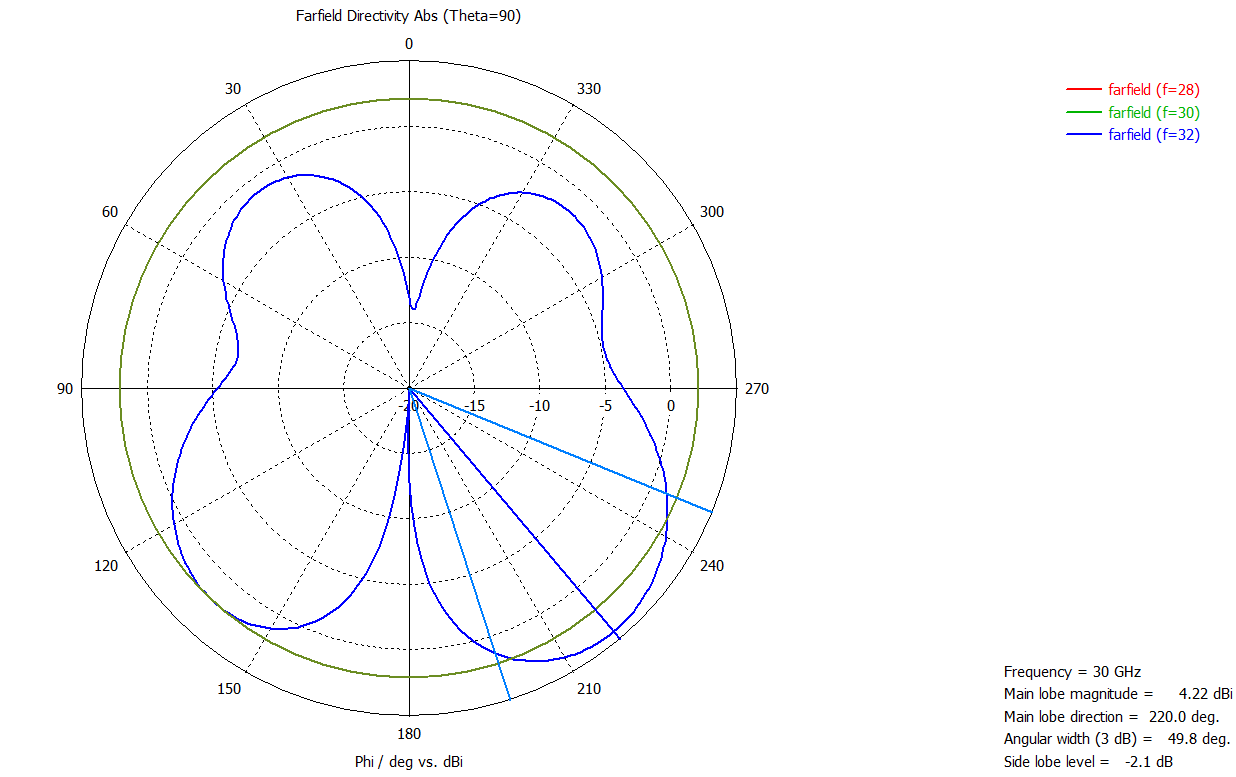 Farfield Directivity Abs (Theta=90)
0
30
330
60
300
90
270
-20
-15
-10
-5
0
120
240
150
210
180
Phi / deg vs. dBi
farfield (f=28)
farfield (f=30)
farfield (f=32)
Frequency = 30 GHz
Main lobe magnitude = 4.22 dBi
Main lobe direction = 220.0 deg.
Angular width (3 dB) = 49.8 deg.
Side lobe level = -2.1 dB